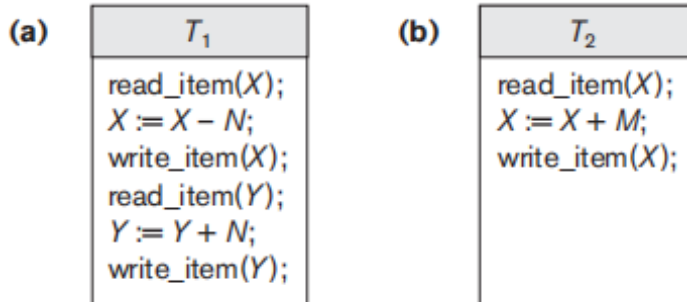 (a)
T₁
read_item(X);
X := X – N;
write_item(X);
read_item(Y);
Y := Y + N;
write_item(Y);
(b)
T₂
read_item(X);
X := X + M;
write_item(X);